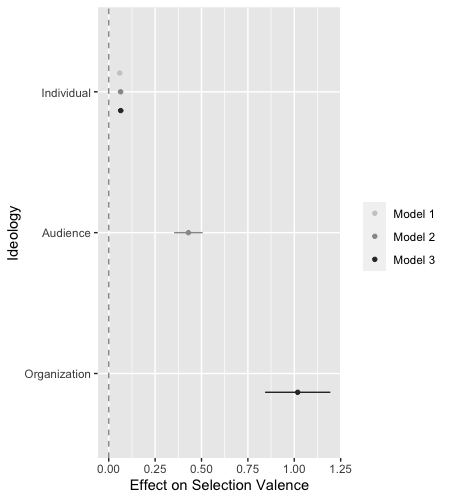 Individual
Audience
Organization
Ideology
0.00 0.25 0.50 0.75 1.00 1.25
Effect on Selection Valence
Model 1
Model 2
Model 3